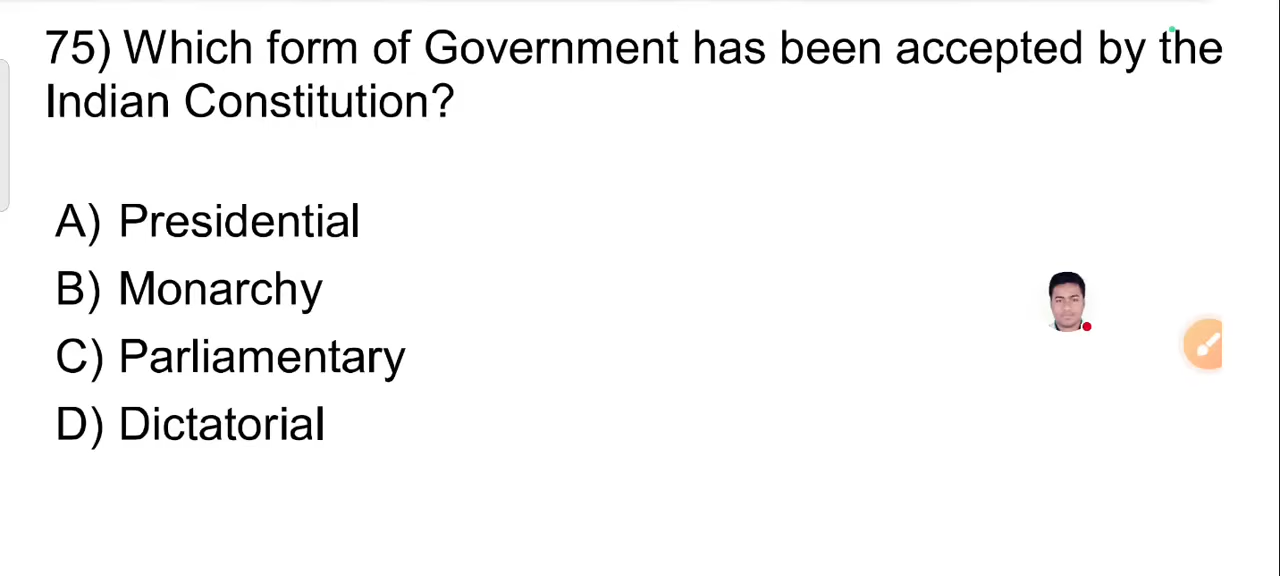 75) Which form of Government has been accepted by the
Indian Constitution?
A) Presidential
B) Monarchy
C) Parliamentary
D) Dictatorial